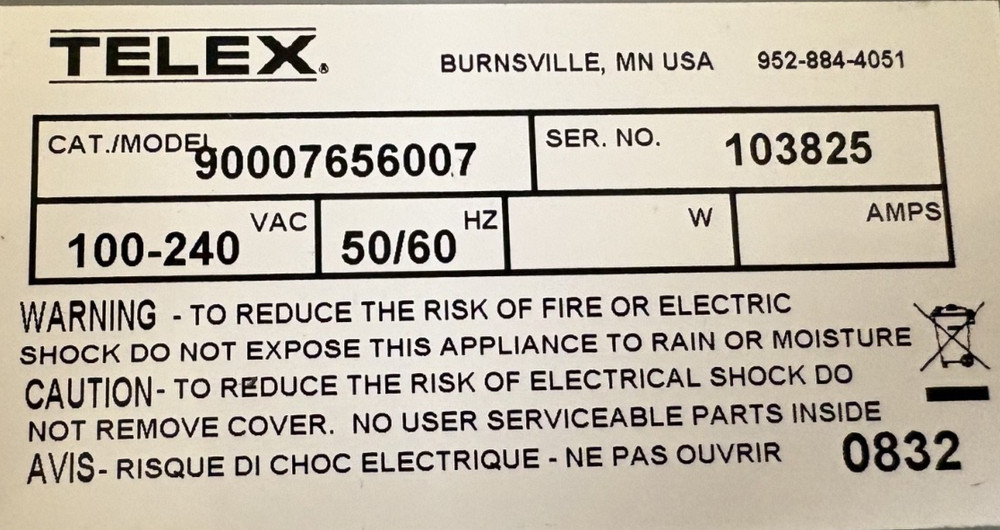 TELEX® BURNSVILLE, MN USA 952-884-4051
CAT./MODEL 90007656007 SER. NO. 103825
100-240 VAC 50/60 HZ W AMPS
WARNING - TO REDUCE THE RISK OF FIRE OR ELECTRIC
SHOCK DO NOT EXPOSE THIS APPLIANCE TO RAIN OR MOISTURE
CAUTION- TO REDUCE THE RISK OF ELECTRICAL SHOCK DO
NOT REMOVE COVER. NO USER SERVICEABLE PARTS INSIDE
AVIS- RISQUE DI CHOC ELECTRIQUE - NE PAS OUVRIR 0832